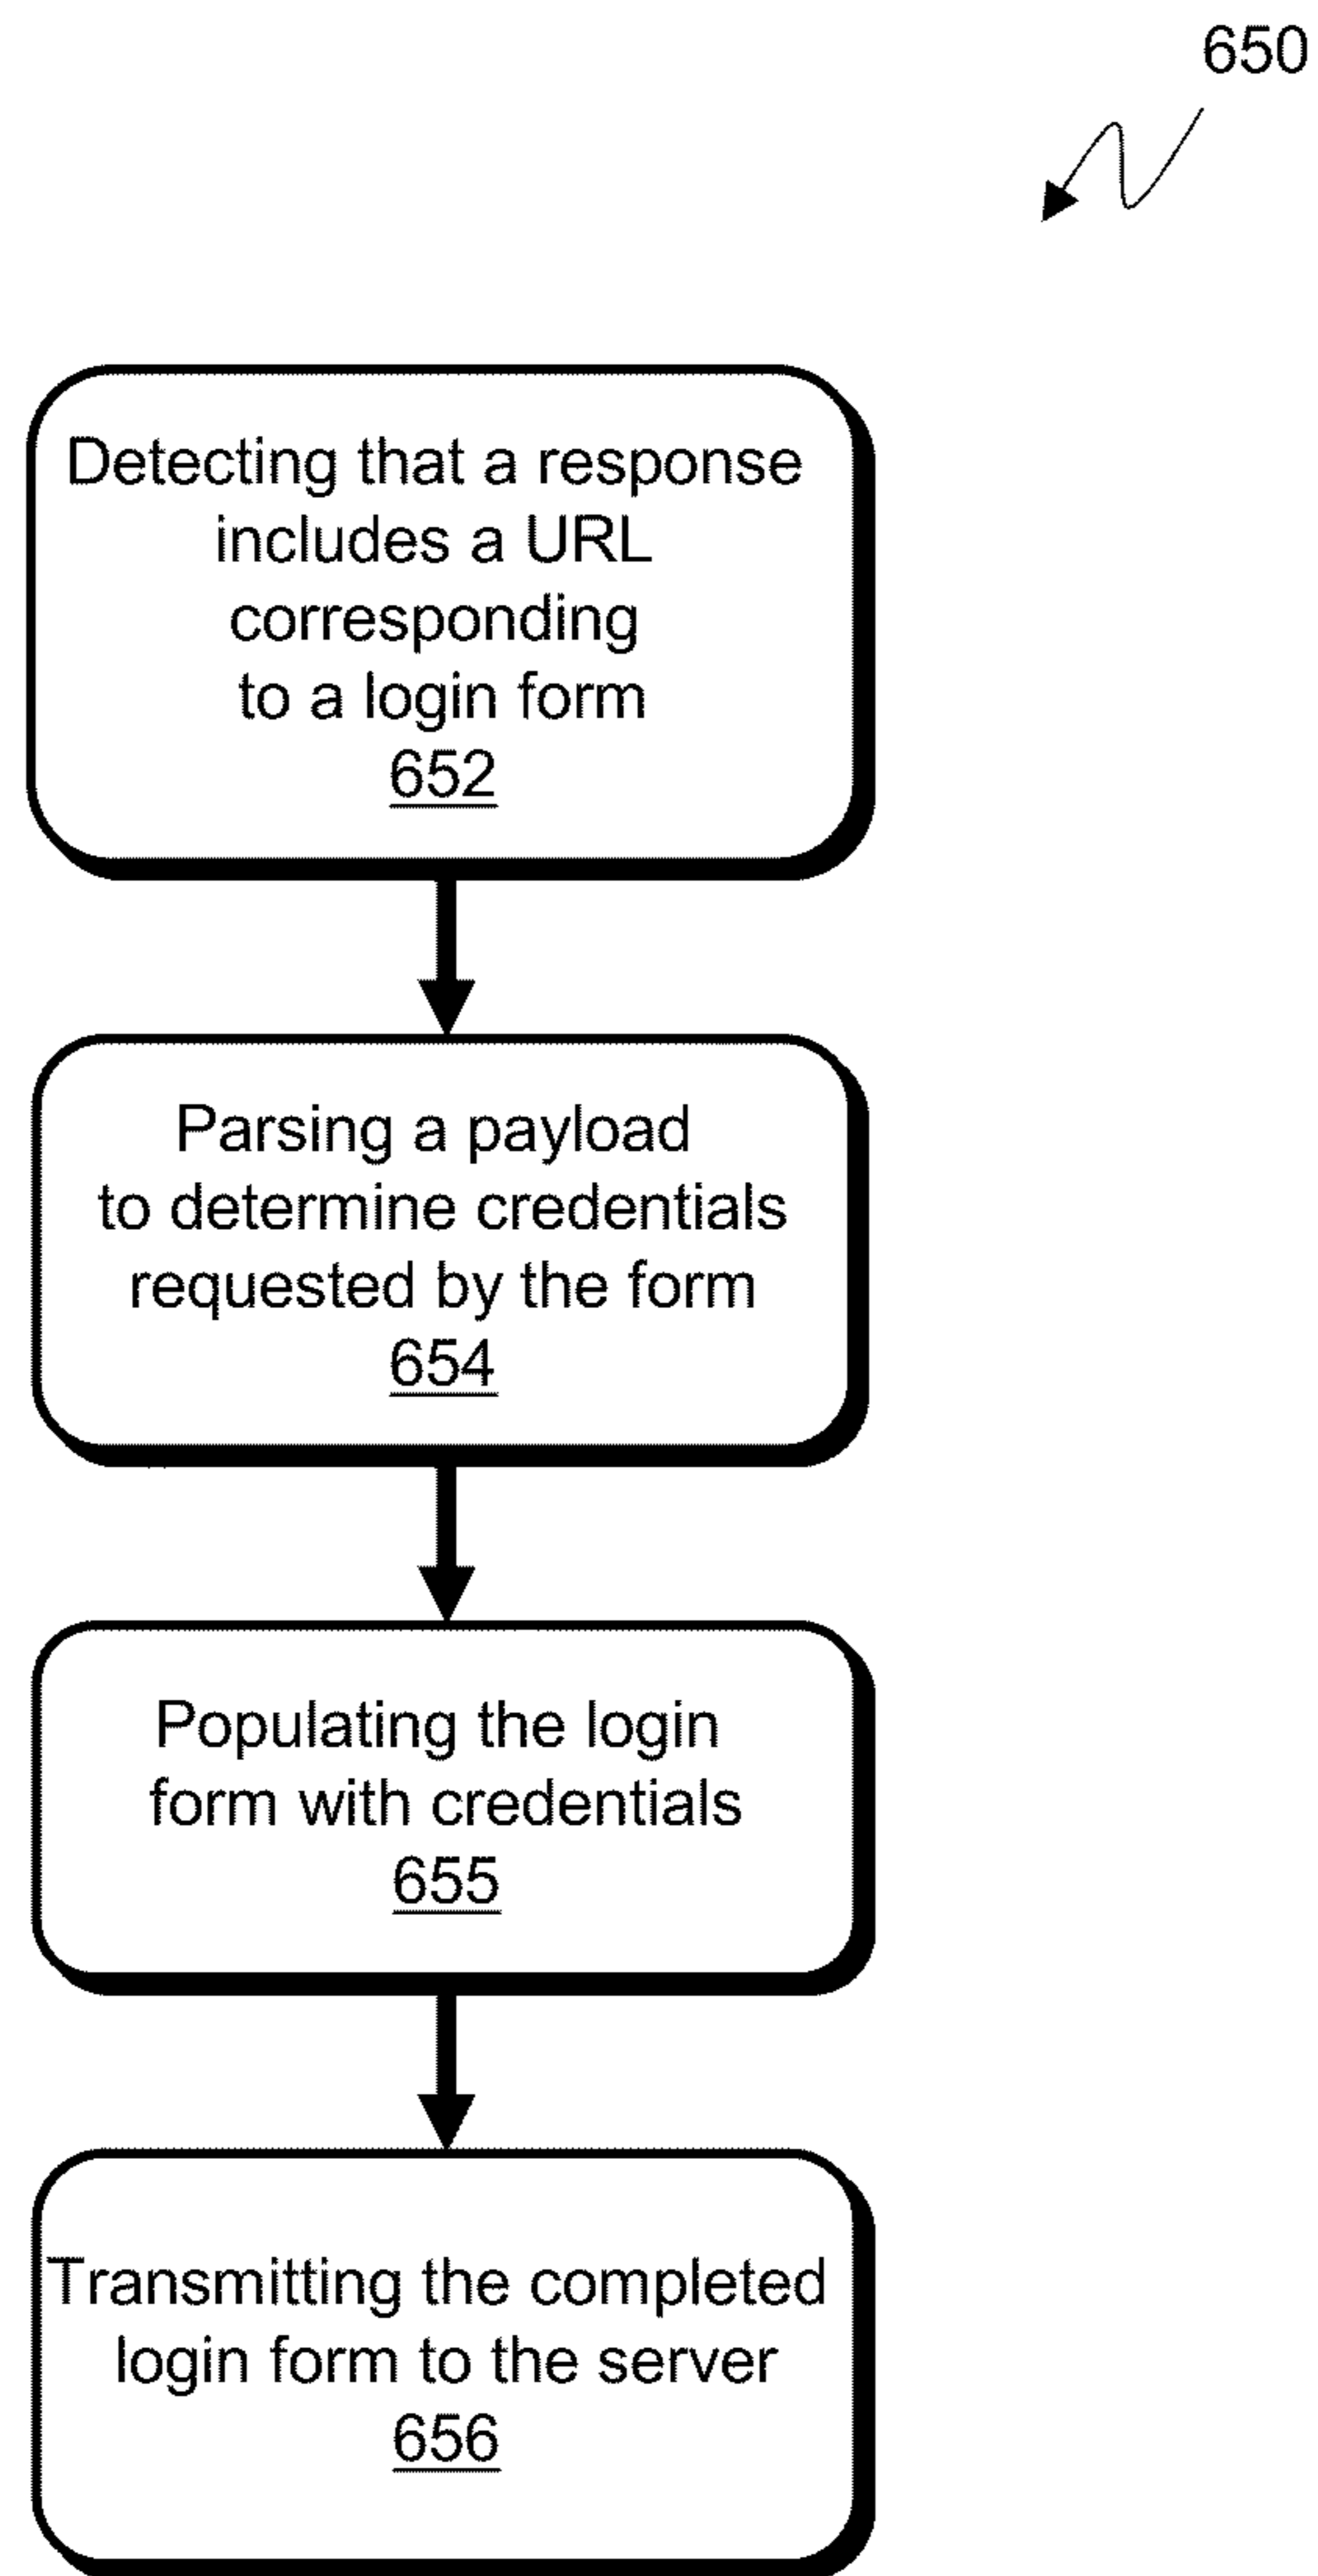 650
Detecting that a response
includes a URL
corresponding
to a login form
652
Parsing a payload
to determine credentials
requested by the form
654
Populating the login
form with credentials
655
Transmitting the completed
login form to the server
656